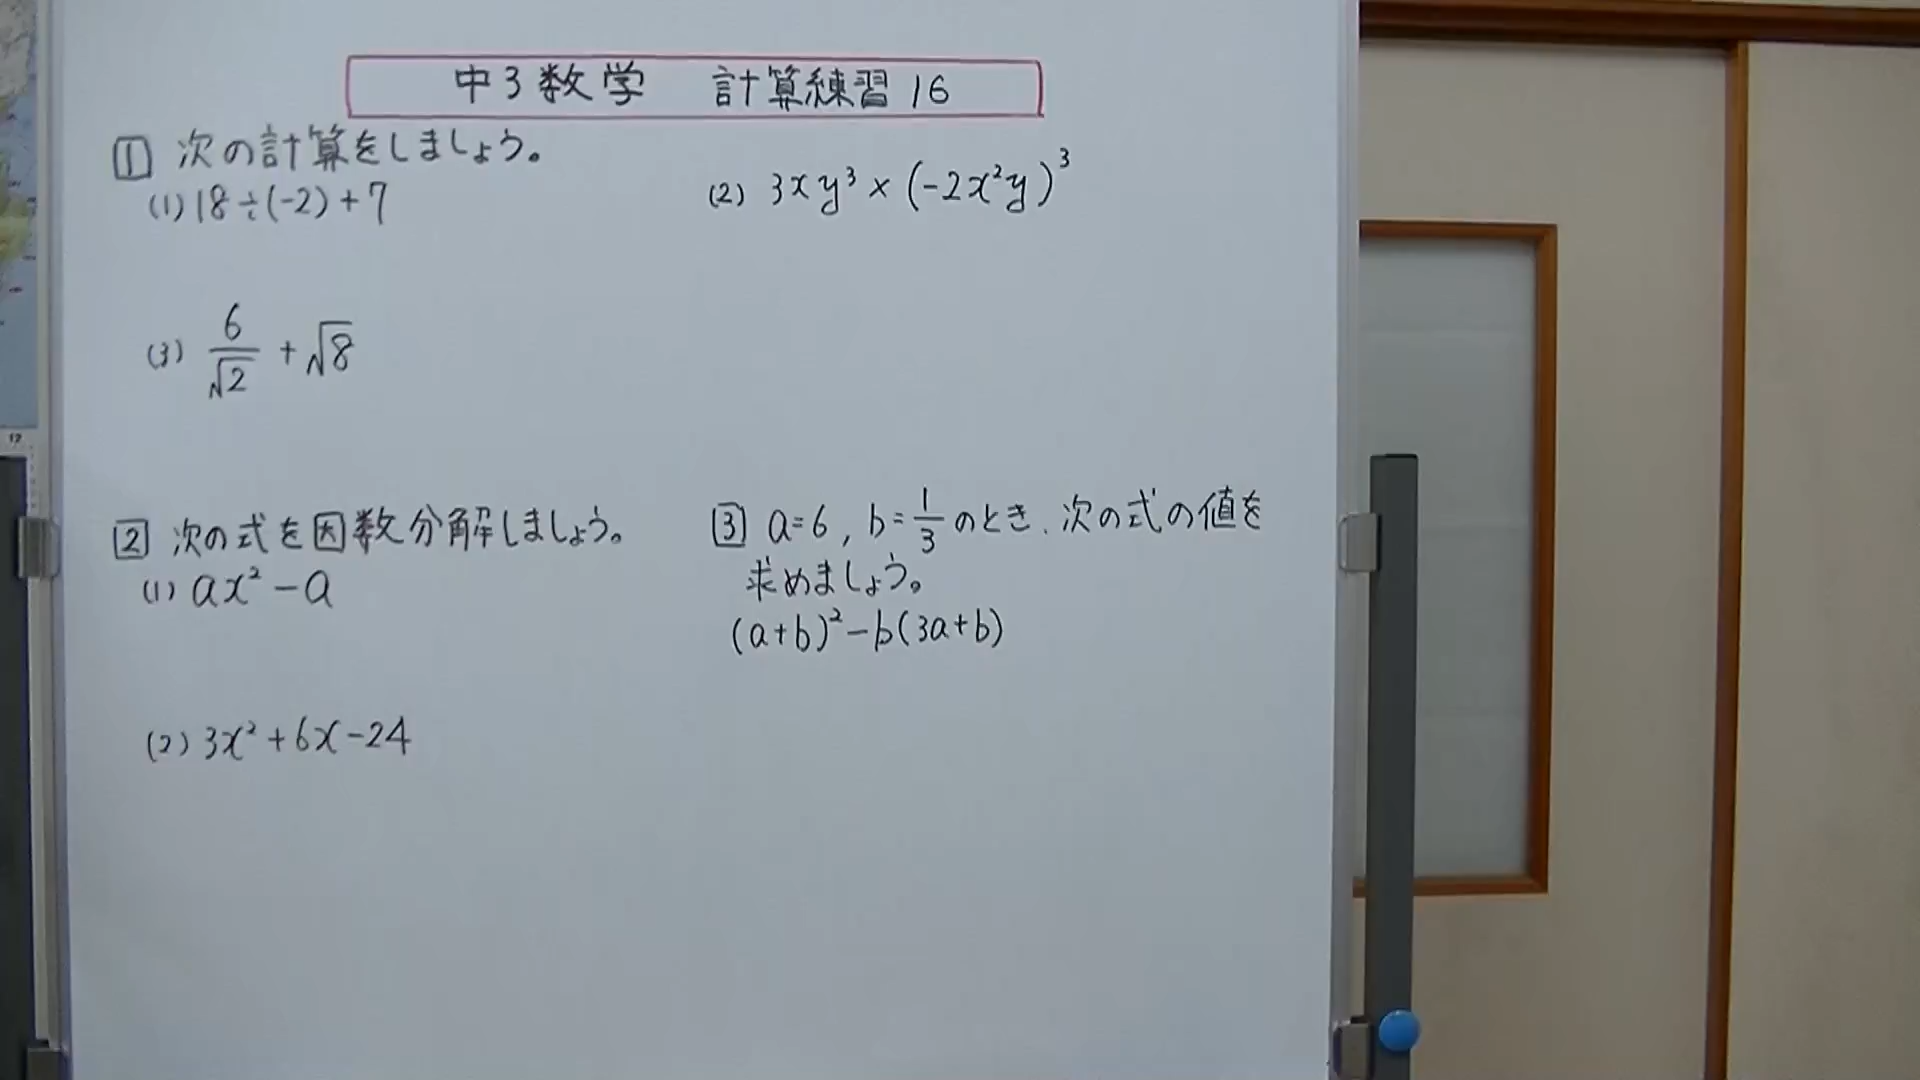 中3数学 計算練習16
1 次の計算をしましょう。
(1) 18÷(-2)+7
(2) 3xy³×(-2x²y)³
(3) 6/√2 + √8
2 次の式を因数分解しましょう。
(1) ax²-a
(2) 3x²+6x-24
3 a=6, b=1/3 のとき、次の式の値を
求めましょう。
(a+b)²-b(3a+b)
12